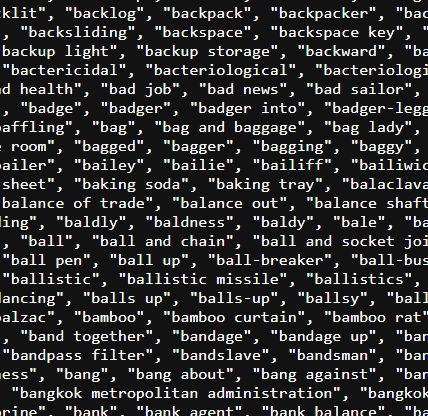 cklit", "backlog", "backpack", "backpacker", "bac
, "backsliding", "backspace", "backspace key", "
backup light", "backup storage", "backward", "ba
"bactericidal", "bacteriological", "bacteriologi
d health", "bad job", "bad news", "bad sailor",
, "badge", "badger", "badger into", "badger-legg
affling", "bag", "bag and baggage", "bag lady",
e room", "bagged", "bagger", "bagging", "baggy",
ailer", "bailey", "bailie", "bailiff", "bailiwic
sheet", "baking soda", "baking tray", "balaclava
balance of trade", "balance out", "balance shaft
ing", "baldly", "baldness", "baldy", "bale", "ba
, "ball", "ball and chain", "ball and socket joi
"ball pen", "ball up", "ball-breaker", "ball-bus
"ballistic", "ballistic missile", "ballistics",
ancing", "balls up", "balls-up", "ballsy", "ball
alzac", "bamboo", "bamboo curtain", "bamboo rat"
, "band together", "bandage", "bandage up", "ban
"bandpass filter", "bandslave", "bandsman", "ban
ness", "bang", "bang about", "bang against", "ban
"bangkok metropolitan administration", "bangkok
orine", "bank", "bank agent", "bank balance", "ba